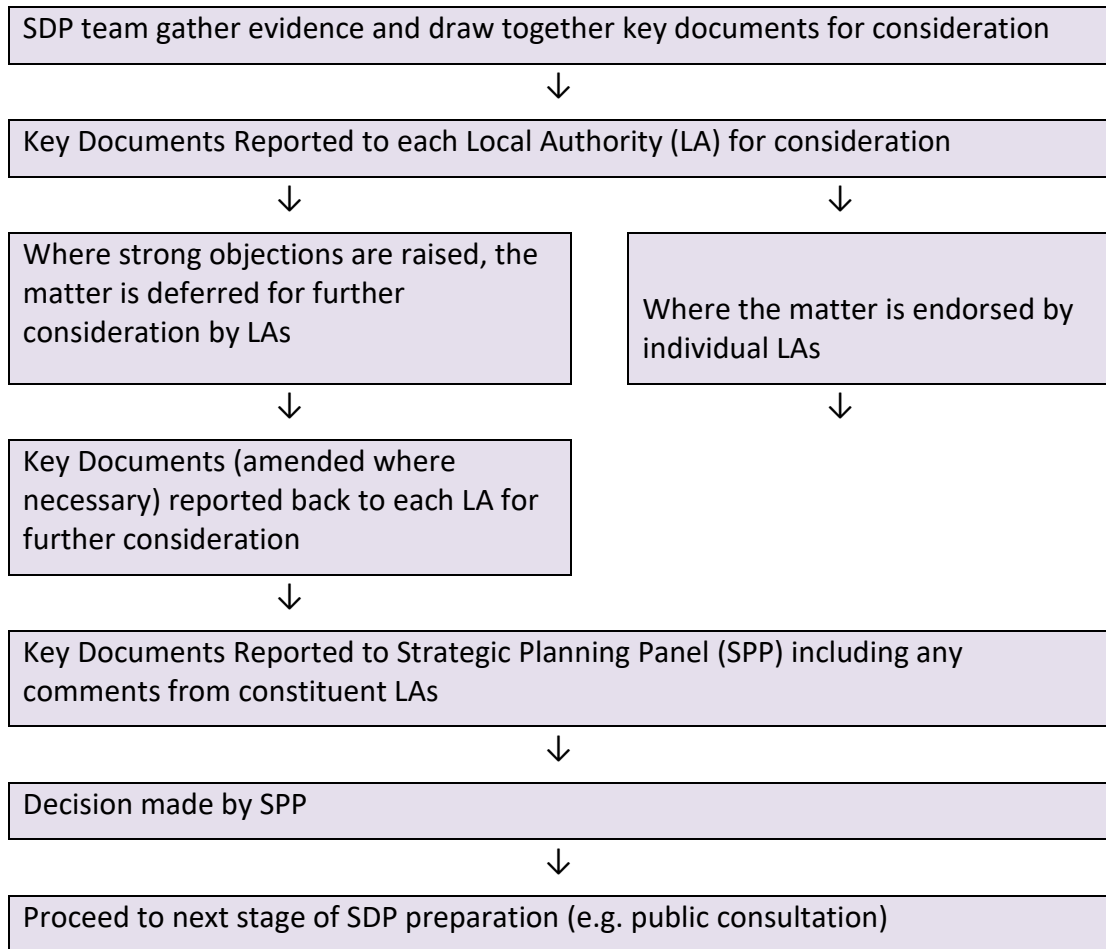 SDP team gather evidence and draw together key documents for consideration
↓
Key Documents Reported to each Local Authority (LA) for consideration
↓ ↓
Where strong objections are raised, the
matter is deferred for further
consideration by LAs
Where the matter is endorsed by
individual LAs
↓ ↓
Key Documents (amended where
necessary) reported back to each LA for
further consideration
↓
Key Documents Reported to Strategic Planning Panel (SPP) including any
comments from constituent LAs
↓
Decision made by SPP
↓
Proceed to next stage of SDP preparation (e.g. public consultation)